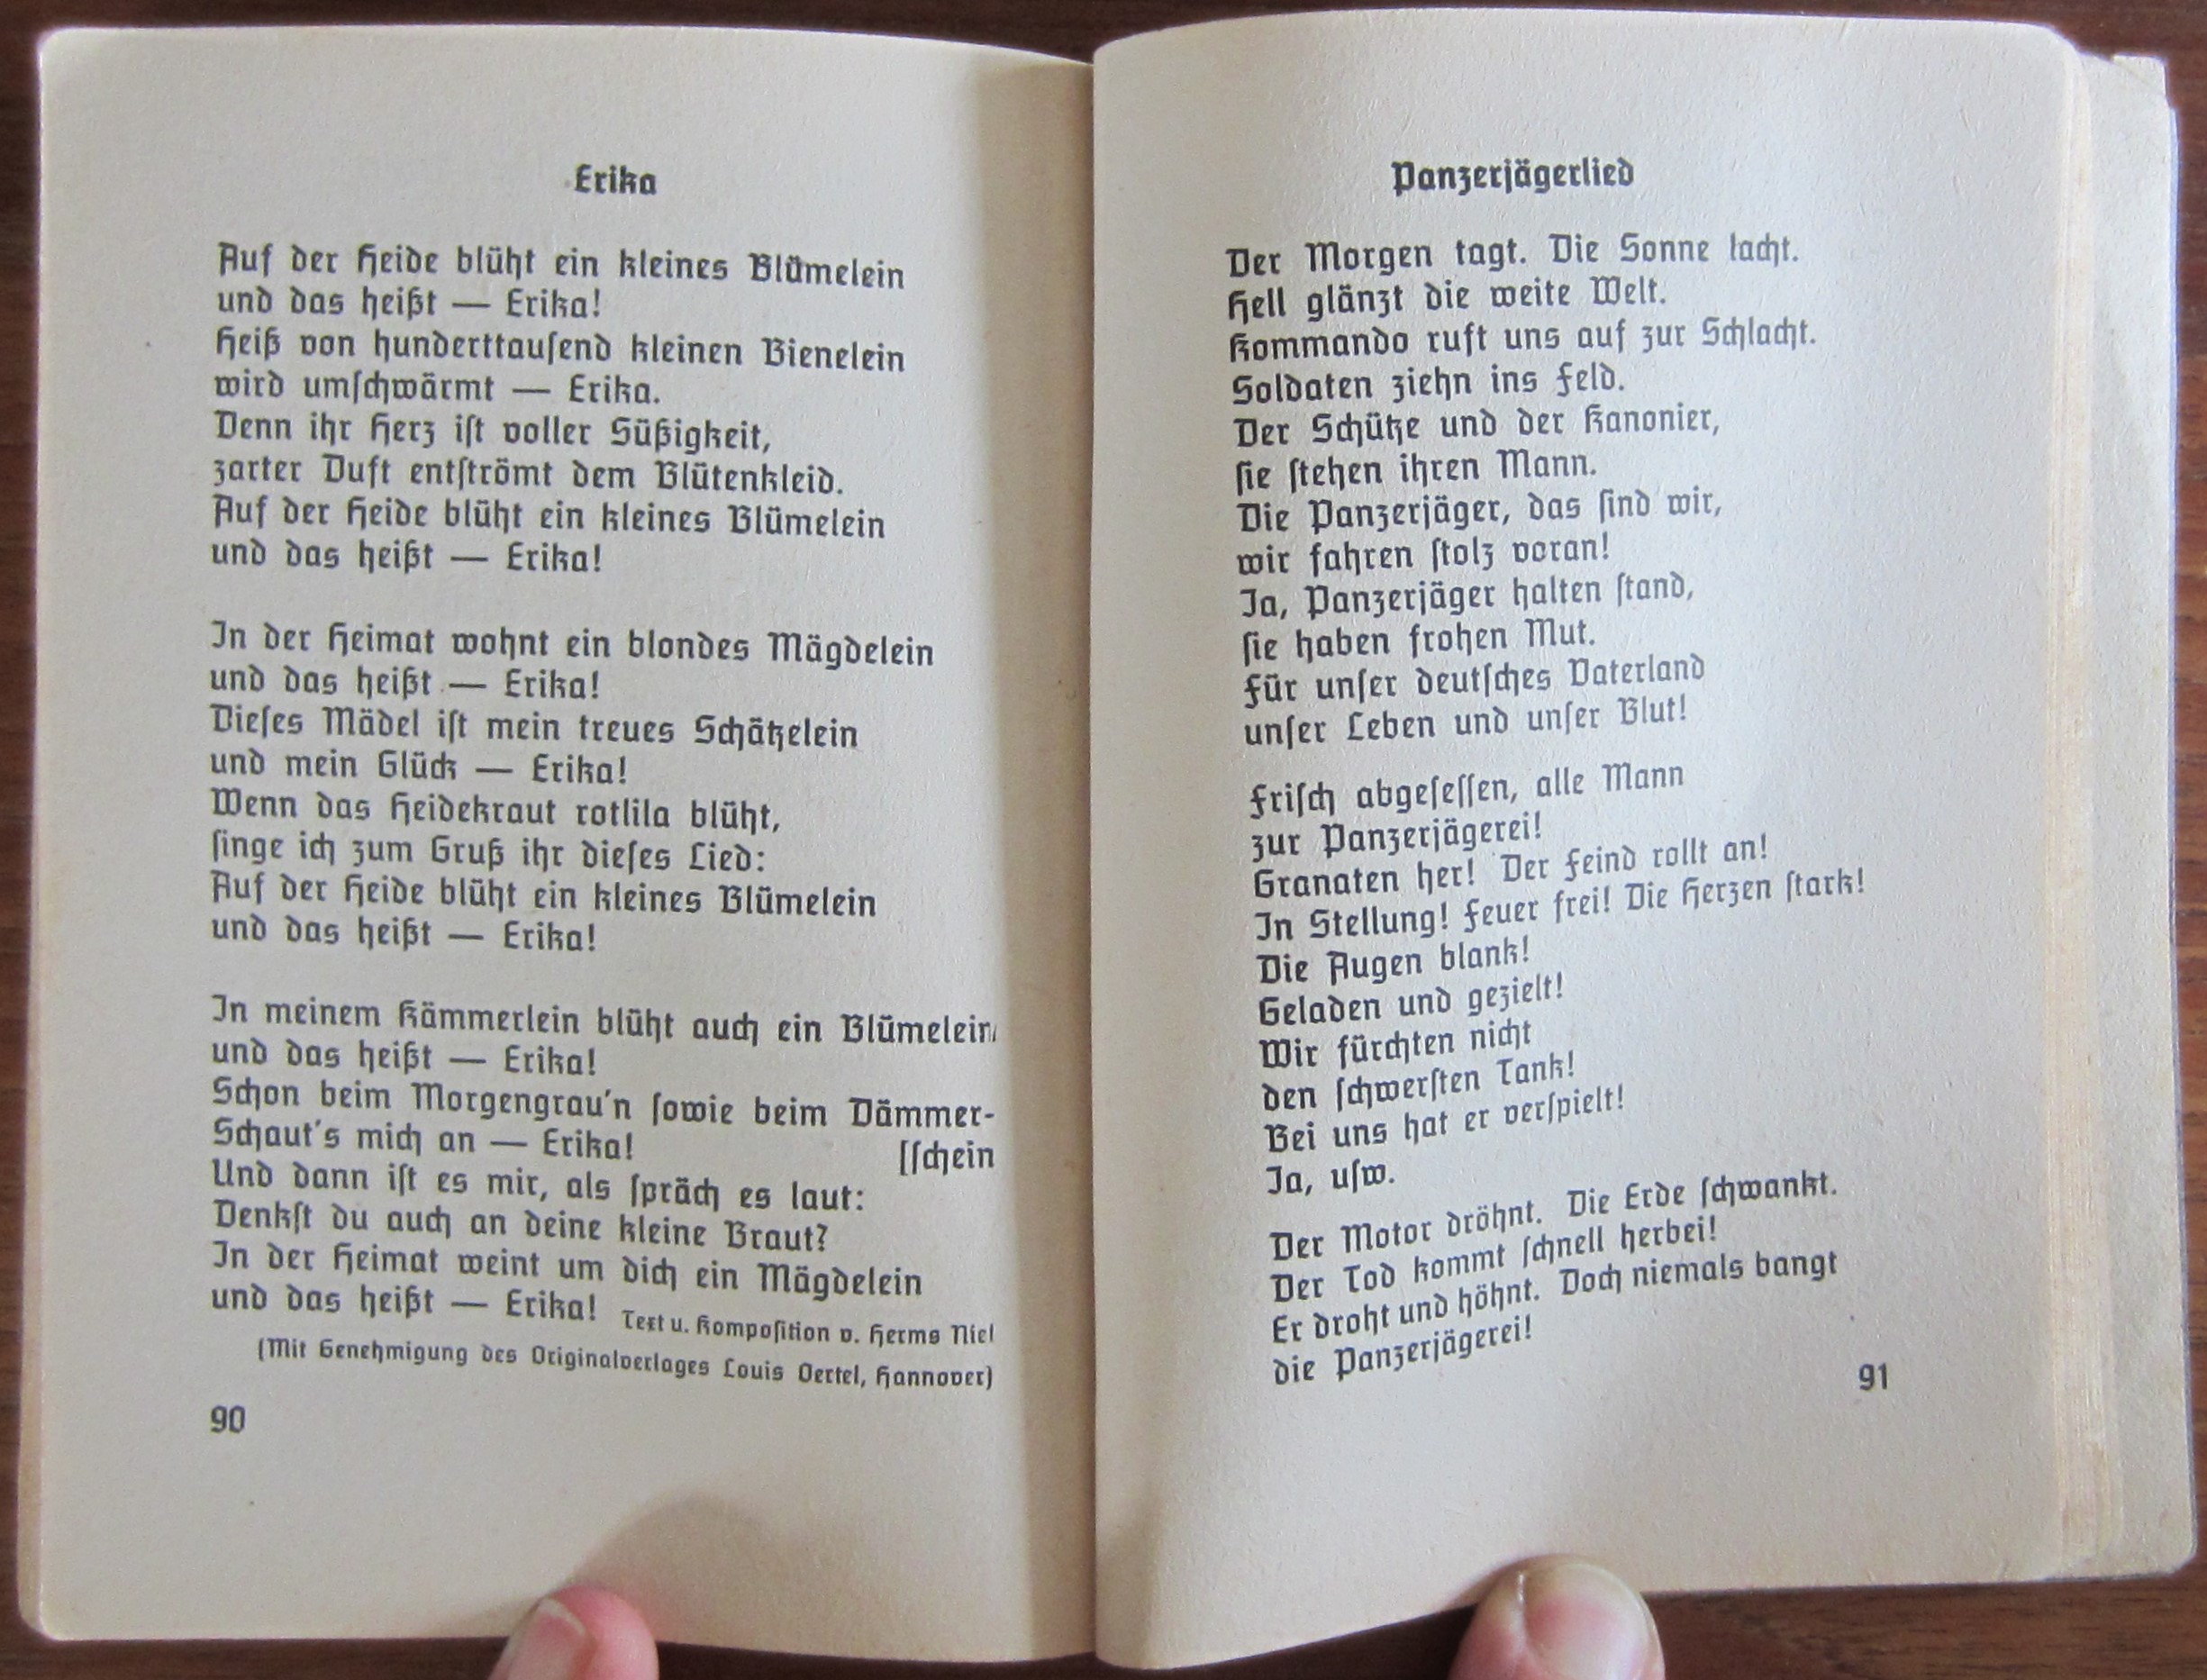 Erika
Auf der Heide blüht ein kleines Blümelein
und das heißt — Erika!
Heiß von hunderttauſend kleinen Bienelein
wird umſchwärmt — Erika.
Denn ihr Herz iſt voller Süßigkeit,
zarter Duft entſtrömt dem Blütenkleid.
Auf der Heide blüht ein kleines Blümelein
und das heißt — Erika!
In der Heimat wohnt ein blondes Mägdelein
und das heißt — Erika!
Dieſes Mädel iſt mein treues Schätzelein
und mein Glück — Erika!
Wenn das Heidekraut rotlila blüht,
ſinge ich zum Gruß ihr dieſes Lied:
Auf der Heide blüht ein kleines Blümelein
und das heißt — Erika!
In meinem Kämmerlein blüht auch ein Blümelein,
und das heißt — Erika!
Schon beim Morgengrau'n ſowie beim Dämmer-
Schaut's mich an — Erika! [ſchein
Und dann iſt es mir, als ſpräch es laut:
Denkſt du auch an deine kleine Braut?
In der Heimat weint um dich ein Mägdelein
und das heißt — Erika! Text u. Kompoſition v. Herms Niel
(Mit Genehmigung des Originalverlages Louis Oertel, Hannover)
90
Panzerjägerlied
Der Morgen tagt. Die Sonne lacht.
Hell glänzt die weite Welt.
Kommando ruft uns auf zur Schlacht.
Soldaten ziehn ins Feld.
Der Schütze und der Kanonier,
ſie ſtehen ihren Mann.
Die Panzerjäger, das ſind wir,
wir fahren ſtolz voran!
Ja, Panzerjäger halten ſtand,
ſie haben frohen Mut.
Für unſer deutſches Vaterland
unſer Leben und unſer Blut!
Friſch abgeſeſſen, alle Mann
zur Panzerjägerei!
Granaten her! Der Feind rollt an!
In Stellung! Feuer frei! Die Herzen ſtark!
Die Augen blank!
Geladen und gezielt!
Wir fürchten nicht
den ſchwerſten Tank!
Bei uns hat er verſpielt!
Ja, uſw.
Der Motor dröhnt. Die Erde ſchwankt.
Der Tod kommt ſchnell herbei!
Er droht und höhnt. Doch niemals bangt
die Panzerjägerei!
91